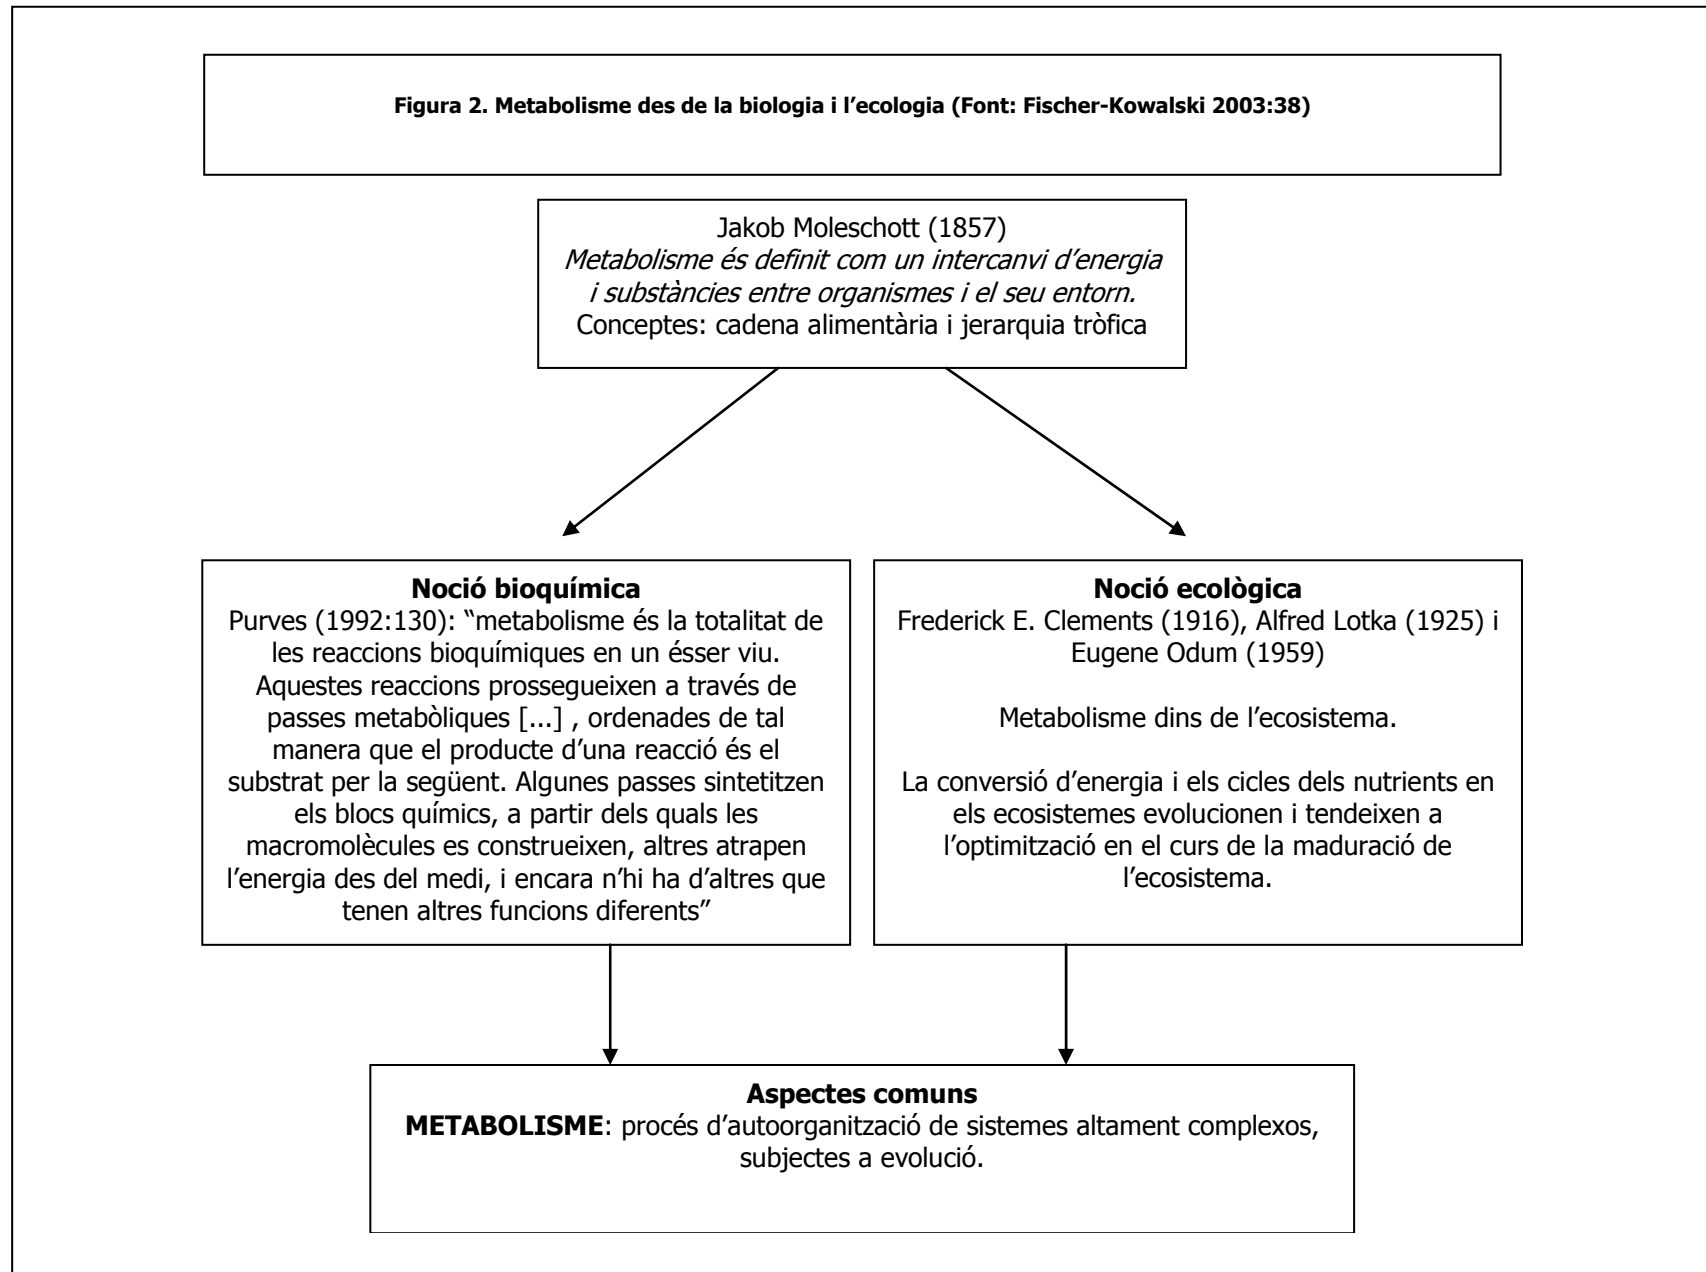 Figura 2. Metabolisme des de la biologia i l’ecologia (Font: Fischer-Kowalski 2003:38)
Jakob Moleschott (1857)
Metabolisme és definit com un intercanvi d’energia
i substàncies entre organismes i el seu entorn.
Conceptes: cadena alimentària i jerarquia tròfica
Noció bioquímica
Purves (1992:130): “metabolisme és la totalitat de
les reaccions bioquímiques en un ésser viu.
Aquestes reaccions prossegueixen a través de
passes metabòliques [...] , ordenades de tal
manera que el producte d’una reacció és el
substrat per la següent. Algunes passes sintetitzen
els blocs químics, a partir dels quals les
macromolècules es construeixen, altres atrapen
l’energia des del medi, i encara n’hi ha d’altres que
tenen altres funcions diferents”
Noció ecològica
Frederick E. Clements (1916), Alfred Lotka (1925) i
Eugene Odum (1959)
Metabolisme dins de l’ecosistema.
La conversió d’energia i els cicles dels nutrients en
els ecosistemes evolucionen i tendeixen a
l’optimització en el curs de la maduració de
l’ecosistema.
Aspectes comuns
METABOLISME: procés d’autoorganització de sistemes altament complexos,
subjectes a evolució.